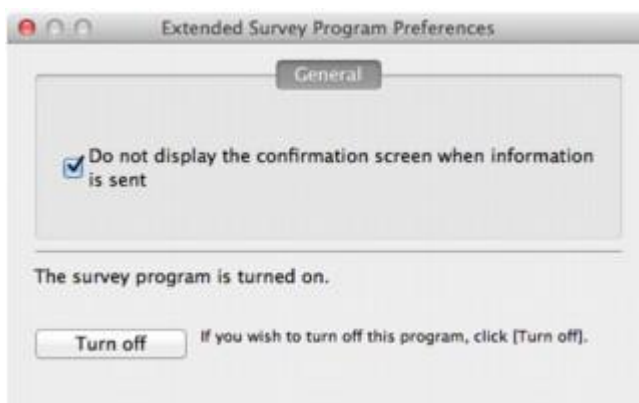 Extended Survey Program Preferences
General
Do not display the confirmation screen when information
is sent
The survey program is turned on.
Turn off
If you wish to turn off this program, click [Turn off].